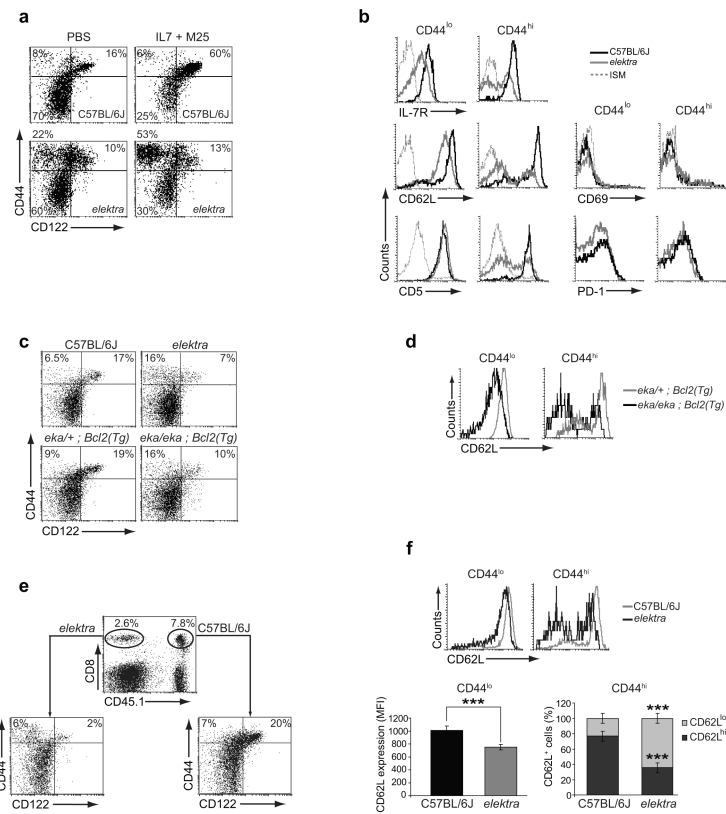 a
PBS
IL7 + M25
8%
16%
6%
60%
70%
C57BL/6J
25%
C57BL/6J
22%
53%
10%
13%
60%
elektra
30%
elektra
CD44
CD122
b
CD44lo
CD44hi
C57BL/6J
elektra
ISM
IL-7R
CD44lo
CD44hi
CD62L
CD69
Counts
CD5
PD-1
c
C57BL/6J
elektra
6.5%
17%
16%
7%
eka/+ ; Bcl2(Tg)
eka/eka ; Bcl2(Tg)
9%
19%
16%
10%
CD44
CD122
d
CD44lo
CD44hi
Counts
eka/+ ; Bcl2(Tg)
eka/eka ; Bcl2(Tg)
CD62L
e
elektra
2.6%
7.8%
C57BL/6J
CD8
CD45.1
6%
2%
7%
20%
CD44
CD44
CD122
CD122
f
CD44lo
CD44hi
Counts
C57BL/6J
elektra
CD62L
CD44lo
CD44hi
CD62L expression (MFI)
1200
1000
800
600
400
200
0
***
C57BL/6J
elektra
CD62L+ cells (%)
120
100
80
60
40
20
0
***
***
CD62Llo
CD62Lhi
C57BL/6J
elektra